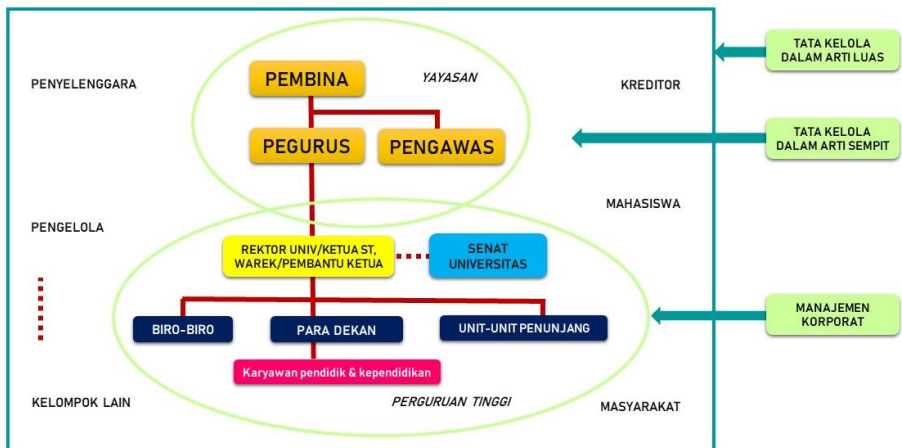 TATA KELOLA
DALAM ARTI LUAS
PENYELENGGARA
PEMBINA
YAYASAN
KREDITOR
PEGURUS
PENGAWAS
TATA KELOLA
DALAM ARTI SEMPIT
MAHASISWA
PENGELOLA
REKTOR UNIV/KETUA ST,
WAREK/PEMBANTU KETUA
SENAT
UNIVERSITAS
BIRO-BIRO
PARA DEKAN
UNIT-UNIT PENUNJANG
MANAJEMEN
KORPORAT
Karyawan pendidik & kependidikan
KELOMPOK LAIN
PERGURUAN TINGGI
MASYARAKAT